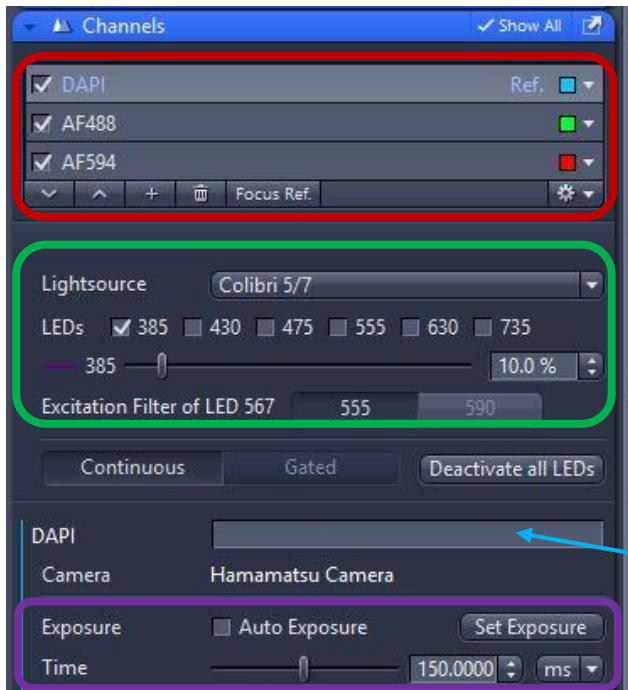 Channels ✓ Show All
DAPI Ref.
AF488
AF594
+ Focus Ref.
Lightsource Colibri 5/7
LEDs 385 430 475 555 630 735
385 10.0 %
Excitation Filter of LED 567 555 590
Continuous Gated Deactivate all LEDs
DAPI
Camera Hamamatsu Camera
Exposure Auto Exposure Set Exposure
Time 150.0000 ms